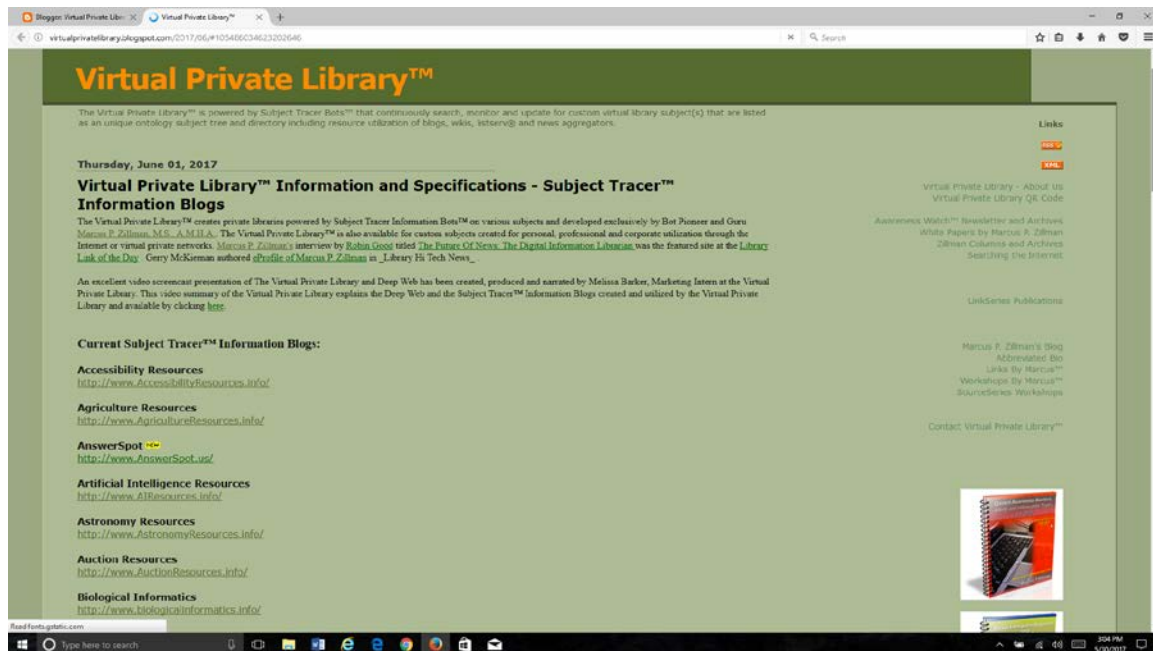 Blogger: Virtual Private Libr
Virtual Private Library™
virtualprivatelibrary.blogspot.com/2017/06/#105486034623202646
Search
Virtual Private Library™
The Virtual Private Library™ is powered by Subject Tracer Bots™ that continuously search, monitor and update for custom virtual library subject(s) that are listed
as an unique ontology subject tree and directory including resource utilization of blogs, wikis, listserv® and news aggregators.
Thursday, June 01, 2017
Virtual Private Library™ Information and Specifications - Subject Tracer™
Information Blogs
The Virtual Private Library™ creates private libraries powered by Subject Tracer Information Bots™ on various subjects and developed exclusively by Bot Pioneer and Guru
Marcus P. Zillman, M.S., A.M.H.A.. The Virtual Private Library™ is also available for custom subjects created for personal, professional and corporate utilization through the
Internet or virtual private networks. Marcus P. Zillman's interview by Robin Good titled The Future Of News: The Digital Information Librarian was the featured site at the Library
Link of the Day. Gerry McKiernan authored eProfile of Marcus P. Zillman in _Library Hi Tech News_
An excellent video screencast presentation of The Virtual Private Library and Deep Web has been created, produced and narrated by Melissa Barker, Marketing Intern at the Virtual
Private Library. This video summary of the Virtual Private Library explains the Deep Web and the Subject Tracer™ Information Blogs created and utilized by the Virtual Private
Library and available by clicking here.
Current Subject Tracer™ Information Blogs:
Accessibility Resources
http://www.AccessibilityResources.info/
Agriculture Resources
http://www.AgricultureResources.info/
AnswerSpot NEW
http://www.AnswerSpot.us/
Artificial Intelligence Resources
http://www.AIResources.info/
Astronomy Resources
http://www.AstronomyResources.info/
Auction Resources
http://www.AuctionResources.info/
Biological Informatics
http://www.biologicalinformatics.info/
Links
RSS
XML
Virtual Private Library - About Us
Virtual Private Library QR Code
Awareness Watch™ Newsletter and Archives
White Papers by Marcus P. Zillman
Zillman Columns and Archives
Searching the Internet
LinkSeries Publications
Marcus P. Zillman's Blog
Abbreviated Bio
Links By Marcus™
Workshops By Marcus™
SourceSeries Workshops
Contact Virtual Private Library™
Read fonts.gstatic.com
Type here to search
3:04 PM
5/30/2017